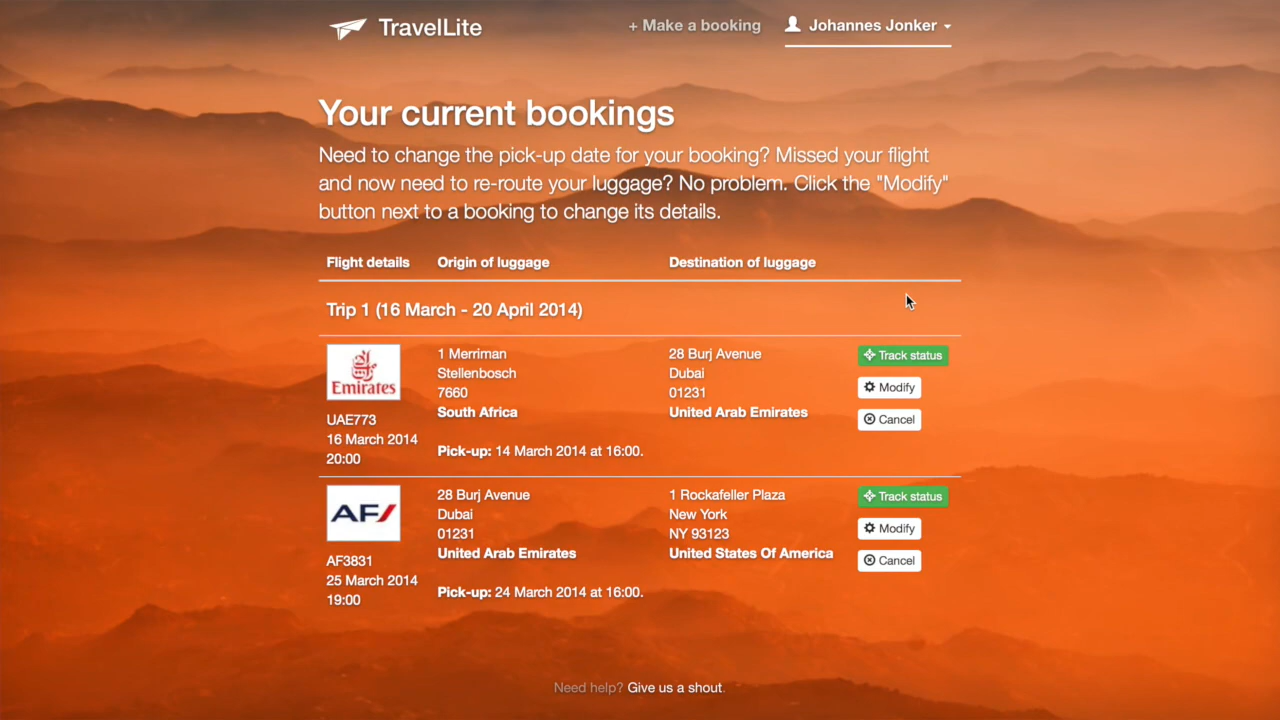 TravelLite
+ Make a booking
Johannes Jonker
Your current bookings
Need to change the pick-up date for your booking? Missed your flight
and now need to re-route your luggage? No problem. Click the "Modify"
button next to a booking to change its details.
Flight details Origin of luggage Destination of luggage
Trip 1 (16 March - 20 April 2014)
Emirates
UAE773
16 March 2014
20:00
1 Merriman
Stellenbosch
7660
South Africa
Pick-up: 14 March 2014 at 16:00.
28 Burj Avenue
Dubai
01231
United Arab Emirates
Track status
Modify
Cancel
AF
AF3831
25 March 2014
19:00
28 Burj Avenue
Dubai
01231
United Arab Emirates
Pick-up: 24 March 2014 at 16:00.
1 Rockafeller Plaza
New York
NY 93123
United States Of America
Track status
Modify
Cancel
Need help? Give us a shout.